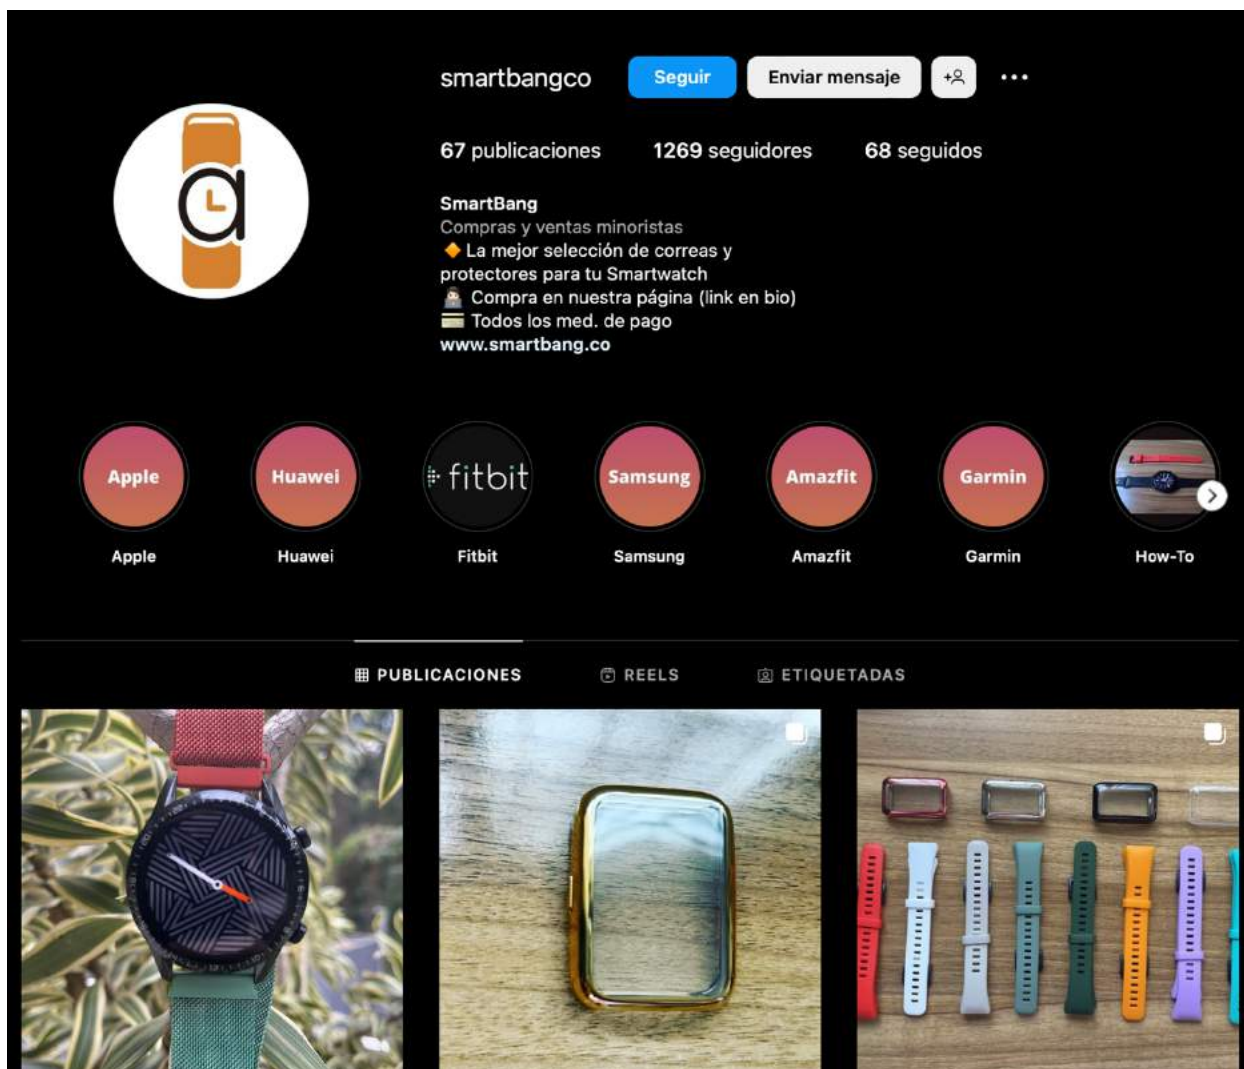 smartbangco Seguir Enviar mensaje
67 publicaciones 1269 seguidores 68 seguidos
SmartBang
Compras y ventas minoristas
🔸La mejor selección de correas y
protectores para tu Smartwatch
👨🏻‍💻 Compra en nuestra página (link en bio)
💳 Todos los med. de pago
www.smartbang.co
Apple Huawei fitbit Samsung Amazfit Garmin
Apple Huawei Fitbit Samsung Amazfit Garmin How-To
PUBLICACIONES REELS ETIQUETADAS